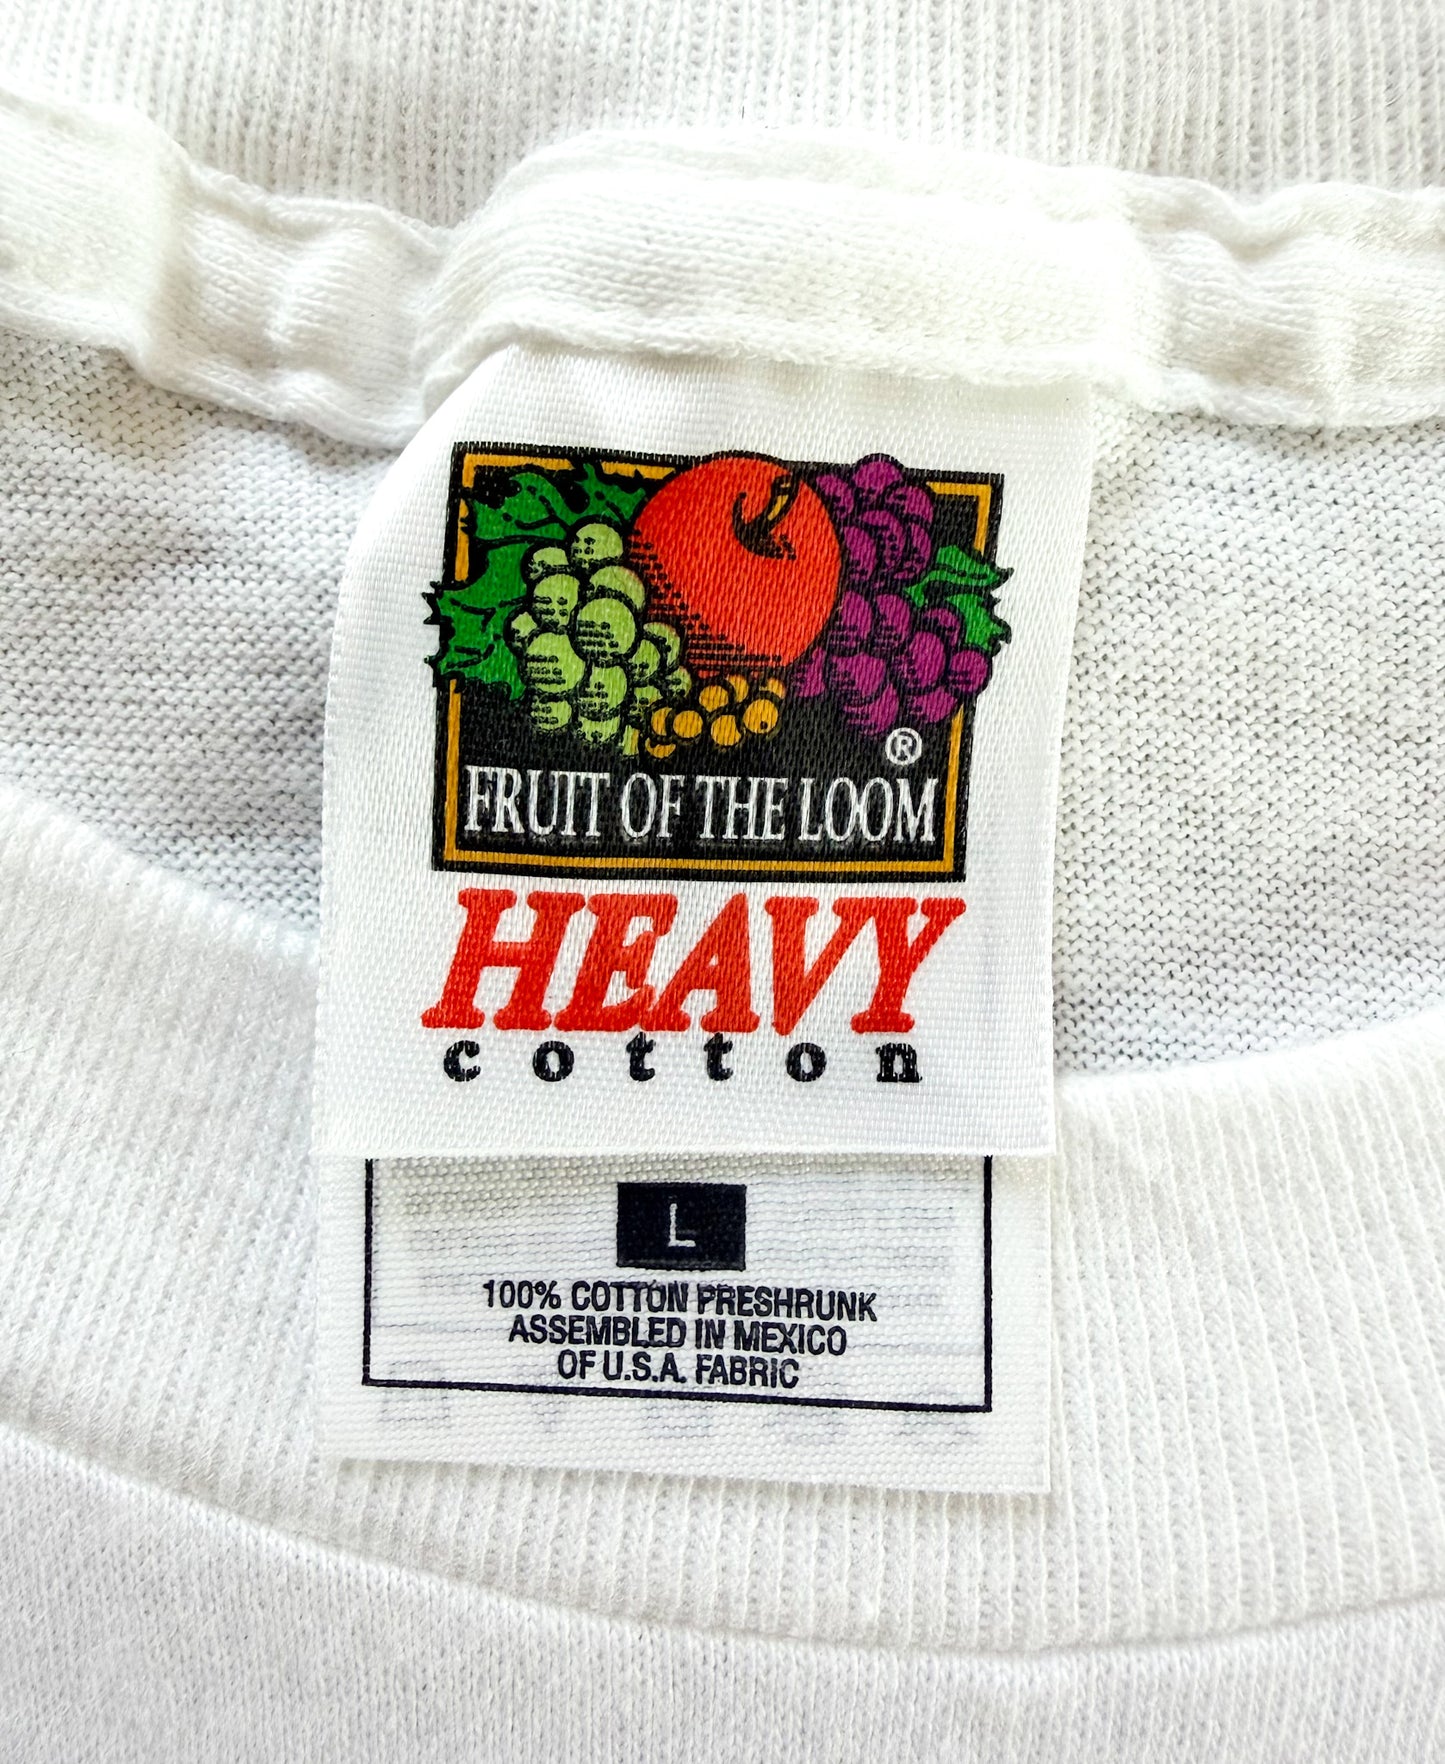 ®
FRUIT OF THE LOOM
HEAVY
cotton
L
100% COTTON PRESHRUNK
ASSEMBLED IN MEXICO
OF U.S.A. FABRIC